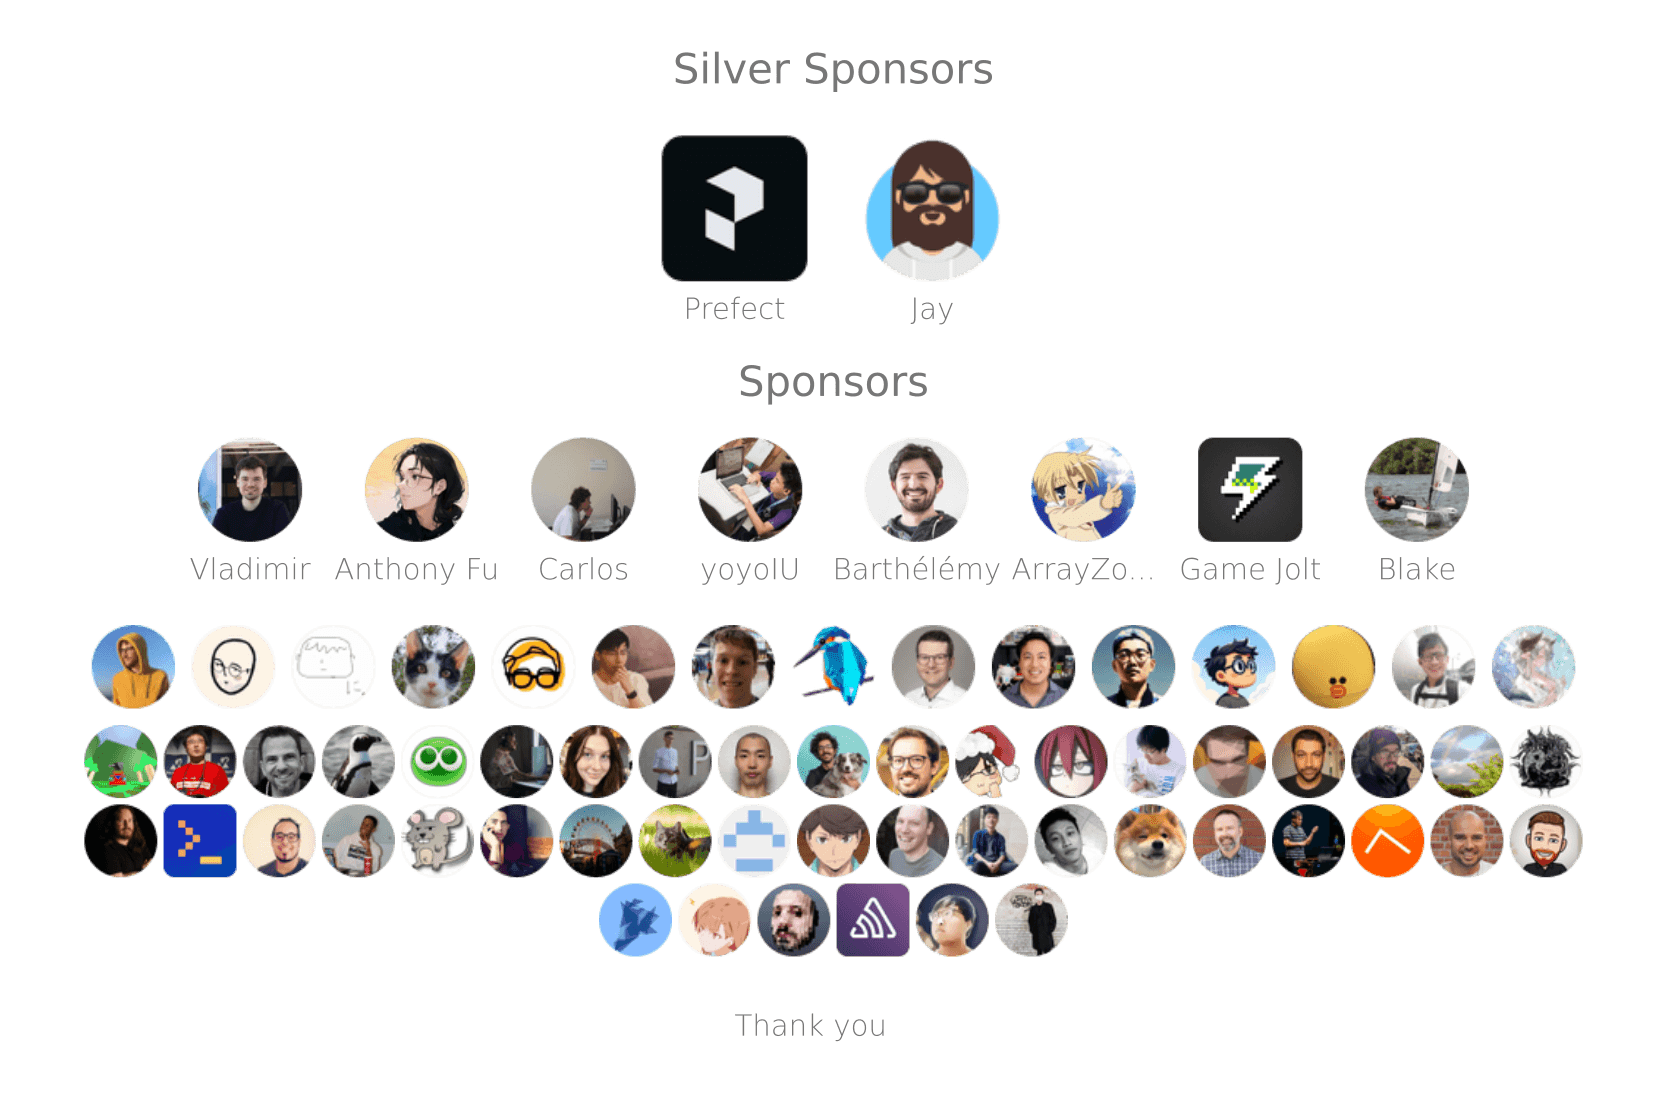 Silver Sponsors
Prefect Jay
Sponsors
Vladimir Anthony Fu Carlos yoyoIU Barthélémy ArrayZo... Game Jolt Blake
P
Thank you